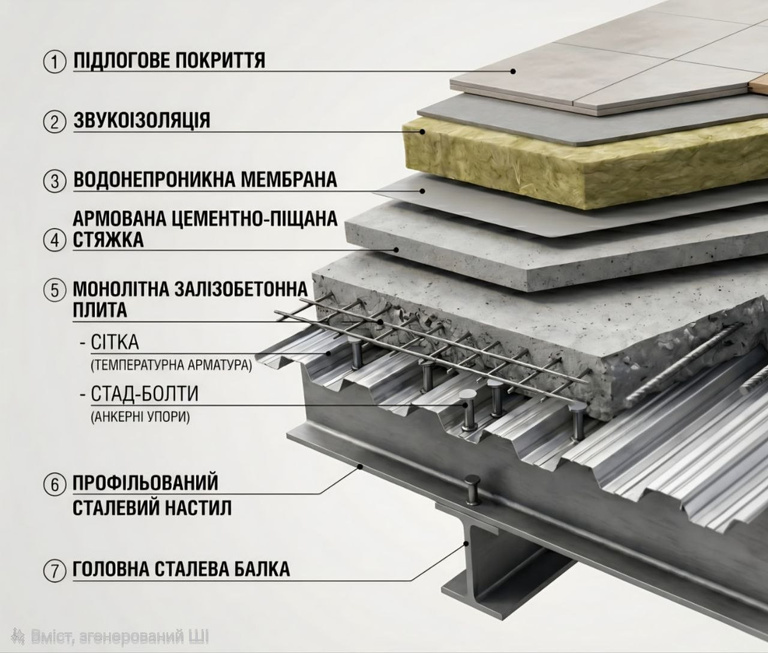 1 ПІДЛОГОВЕ ПОКРИТТЯ
2 ЗВУКОІЗОЛЯЦІЯ
3 ВОДОНЕПРОНИКНА МЕМБРАНА
АРМОВАНА ЦЕМЕНТНО-ПІЩАНА
4 СТЯЖКА
5 МОНОЛІТНА ЗАЛІЗОБЕТОННА
ПЛИТА
- СІТКА
(ТЕМПЕРАТУРНА АРМАТУРА)
- СТАД-БОЛТИ
(АНКЕРНІ УПОРИ)
6 ПРОФІЛЬОВАНИЙ
СТАЛЕВИЙ НАСТИЛ
7 ГОЛОВНА СТАЛЕВА БАЛКА
Вміст, згенерований ШІ